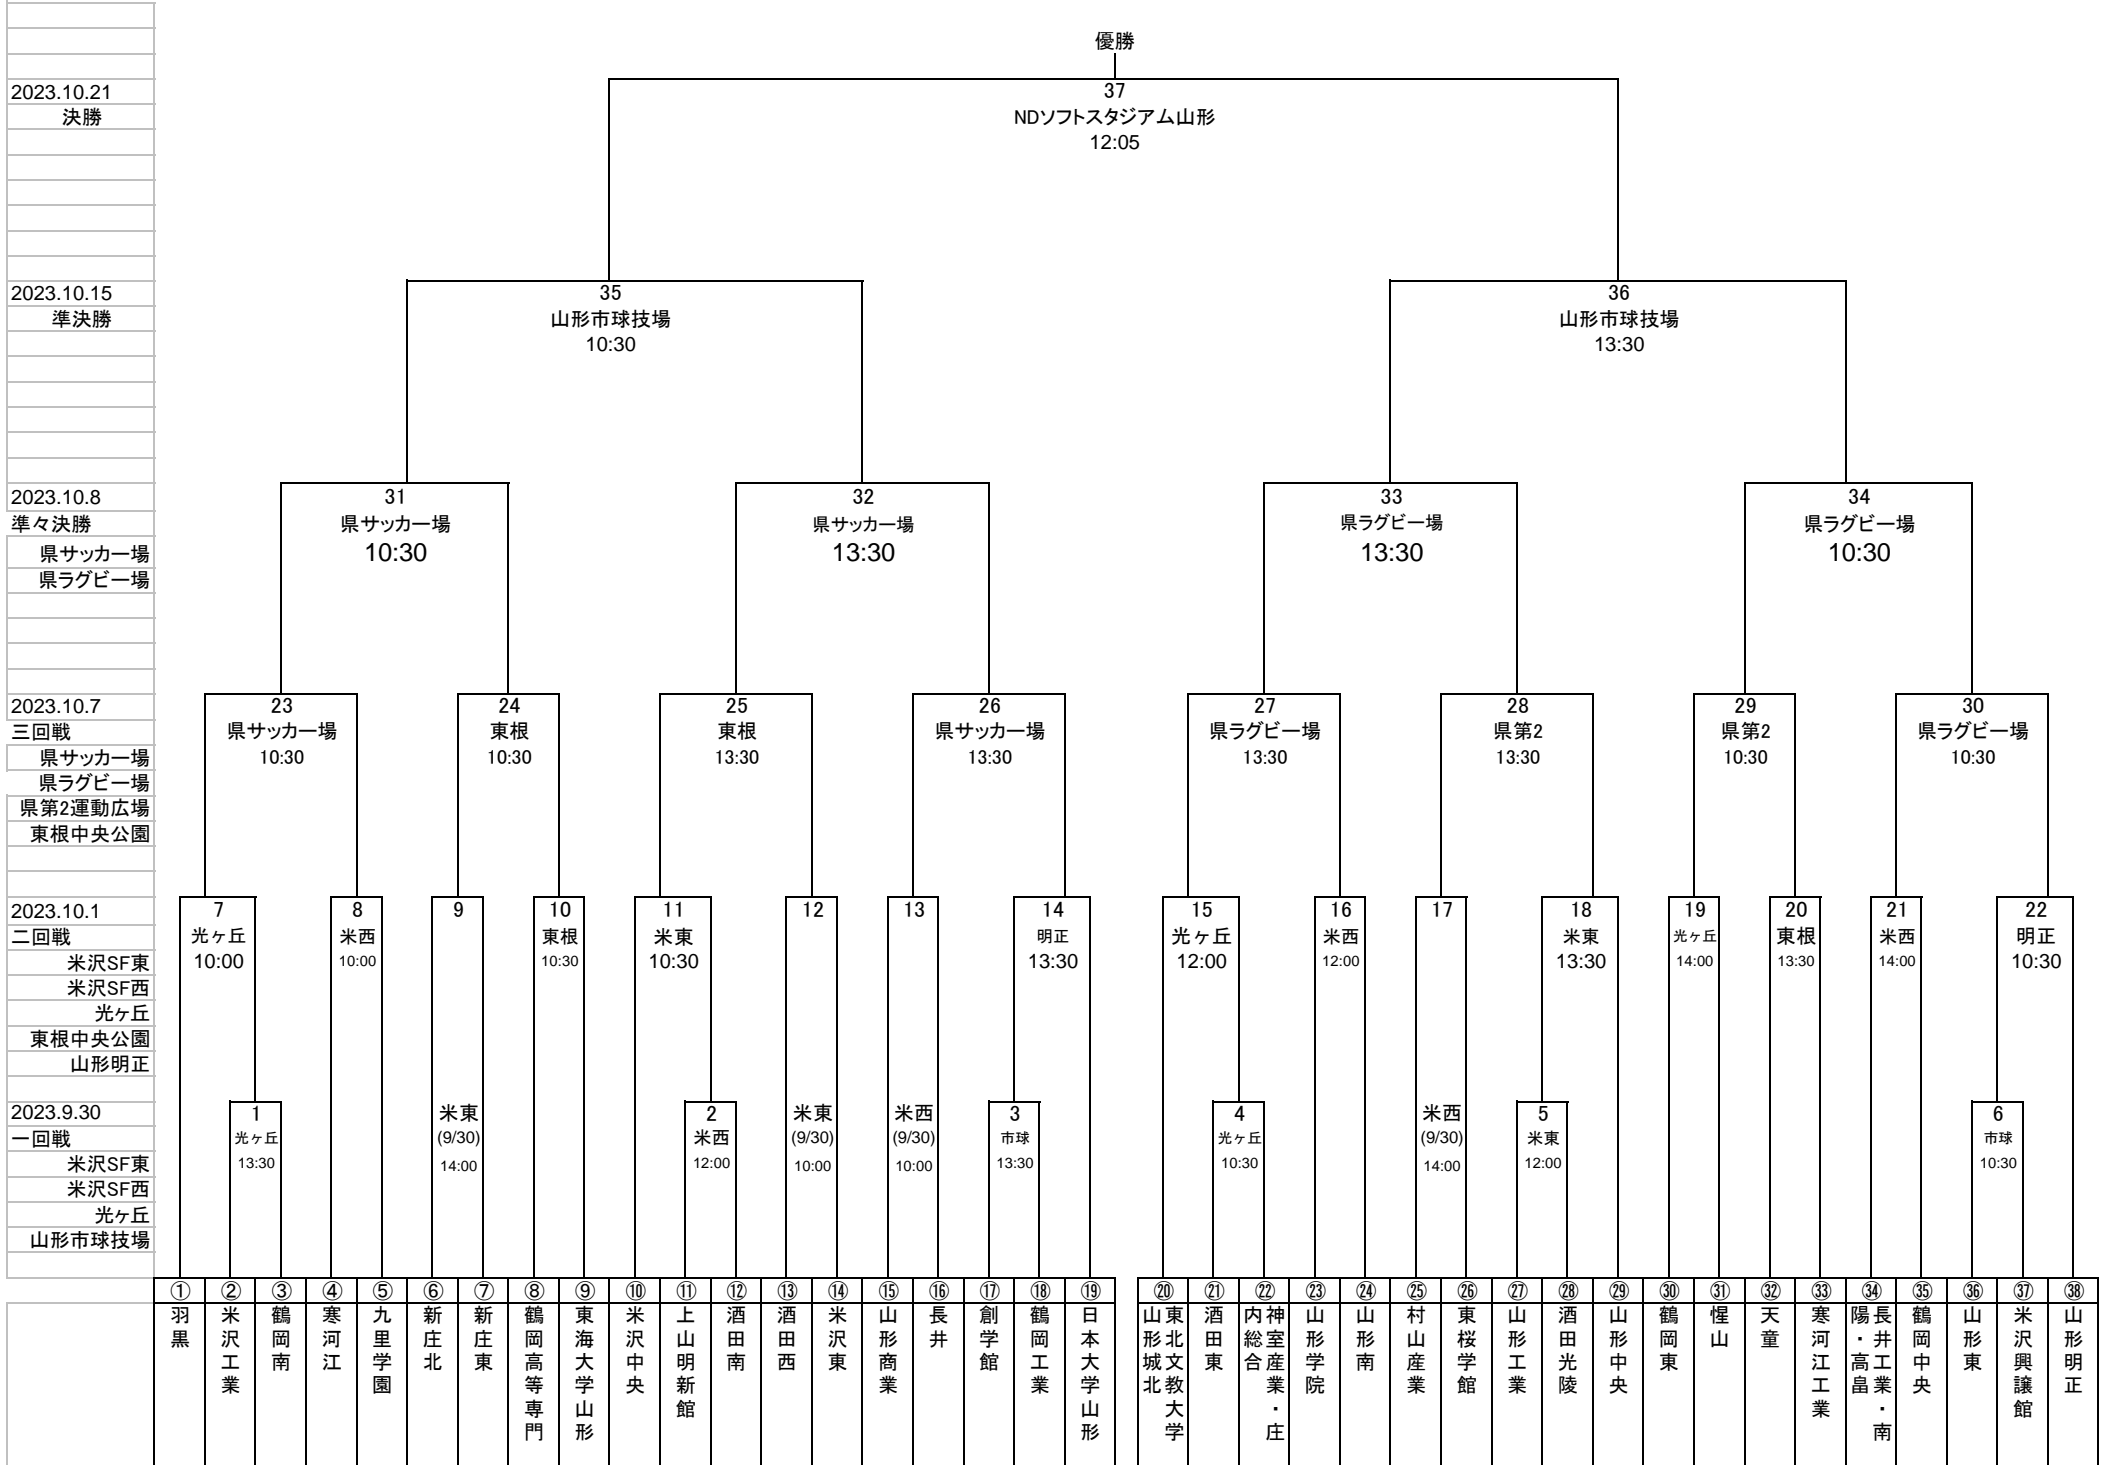 優勝
2023.10.21
決勝
37
NDソフトスタジアム山形
12:05
2023.10.15
準決勝
35
山形市球技場
10:30
36
山形市球技場
13:30
2023.10.8
準々決勝
県サッカー場
県ラグビー場
31
県サッカー場
10:30
32
県サッカー場
13:30
33
県ラグビー場
13:30
34
県ラグビー場
10:30
2023.10.7
三回戦
県サッカー場
県ラグビー場
県第2運動広場
東根中央公園
23
県サッカー場
10:30
24
東根
10:30
25
東根
13:30
26
県サッカー場
13:30
27
県ラグビー場
13:30
28
県第2
13:30
29
県第2
10:30
30
県ラグビー場
10:30
2023.10.1
二回戦
米沢SF東
米沢SF西
光ヶ丘
東根中央公園
山形明正
7
光ヶ丘
10:00
8
米西
10:00
9
10
東根
10:30
11
米東
10:30
12
13
14
明正
13:30
15
光ヶ丘
12:00
16
米西
12:00
17
18
米東
13:30
19
光ヶ丘
14:00
20
東根
13:30
21
米西
14:00
22
明正
10:30
2023.9.30
一回戦
米沢SF東
米沢SF西
光ヶ丘
山形市球技場
1
光ヶ丘
13:30
米東
(9/30)
14:00
2
米西
12:00
米東
(9/30)
10:00
米西
(9/30)
10:00
3
市球
13:30
4
光ヶ丘
10:30
米西
(9/30)
14:00
5
米東
12:00
6
市球
10:30
①
羽黒
②
米沢工業
③
鶴岡南
④
寒河江
⑤
九里学園
⑥
新庄北
⑦
新庄東
⑧
鶴岡高等専門
⑨
東海大学山形
⑩
米沢中央
⑪
上山明新館
⑫
酒田南
⑬
酒田西
⑭
米沢東
⑮
山形商業
⑯
長井
⑰
創学館
⑱
鶴岡工業
⑲
日本大学山形
⑳
東北文教大学
山形城北
㉑
酒田東
㉒
神室産業・庄
内総合
㉓
山形学院
㉔
山形南
㉕
村山産業
㉖
東桜学館
㉗
山形工業
㉘
酒田光陵
㉙
山形中央
㉚
鶴岡東
㉛
惺山
㉜
天童
㉝
寒河江工業
㉞
長井工業・南
陽・高畠
㉟
鶴岡中央
㊱
山形東
㊲
米沢興譲館
㊳
山形明正